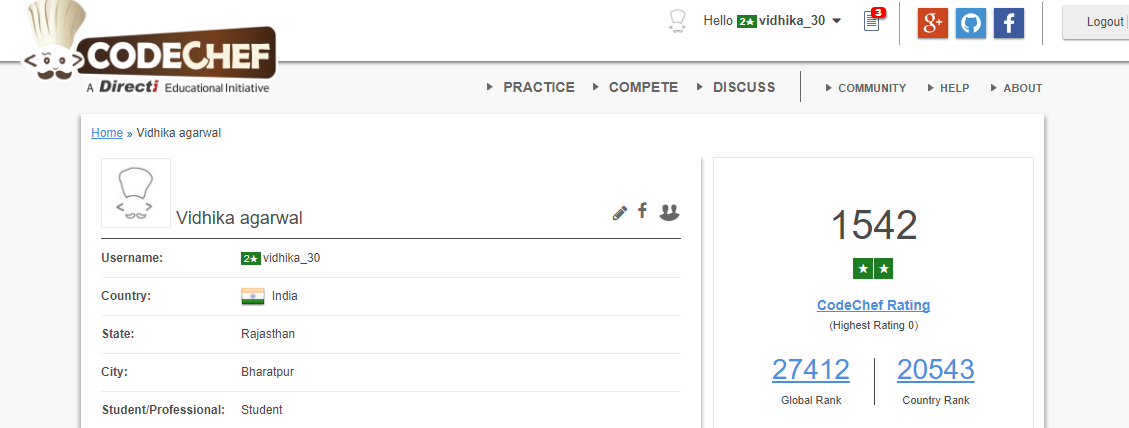 Hello 2★ vidhika_30
3
g+
f
Logout
CODECHEF
A Directi Educational Initiative
PRACTICE COMPETE DISCUSS COMMUNITY HELP ABOUT
Home » Vidhika agarwal
Vidhika agarwal
f
Username: 2★ vidhika_30
Country: India
State: Rajasthan
City: Bharatpur
Student/Professional: Student
1542
★★
CodeChef Rating
(Highest Rating 0)
27412 20543
Global Rank Country Rank